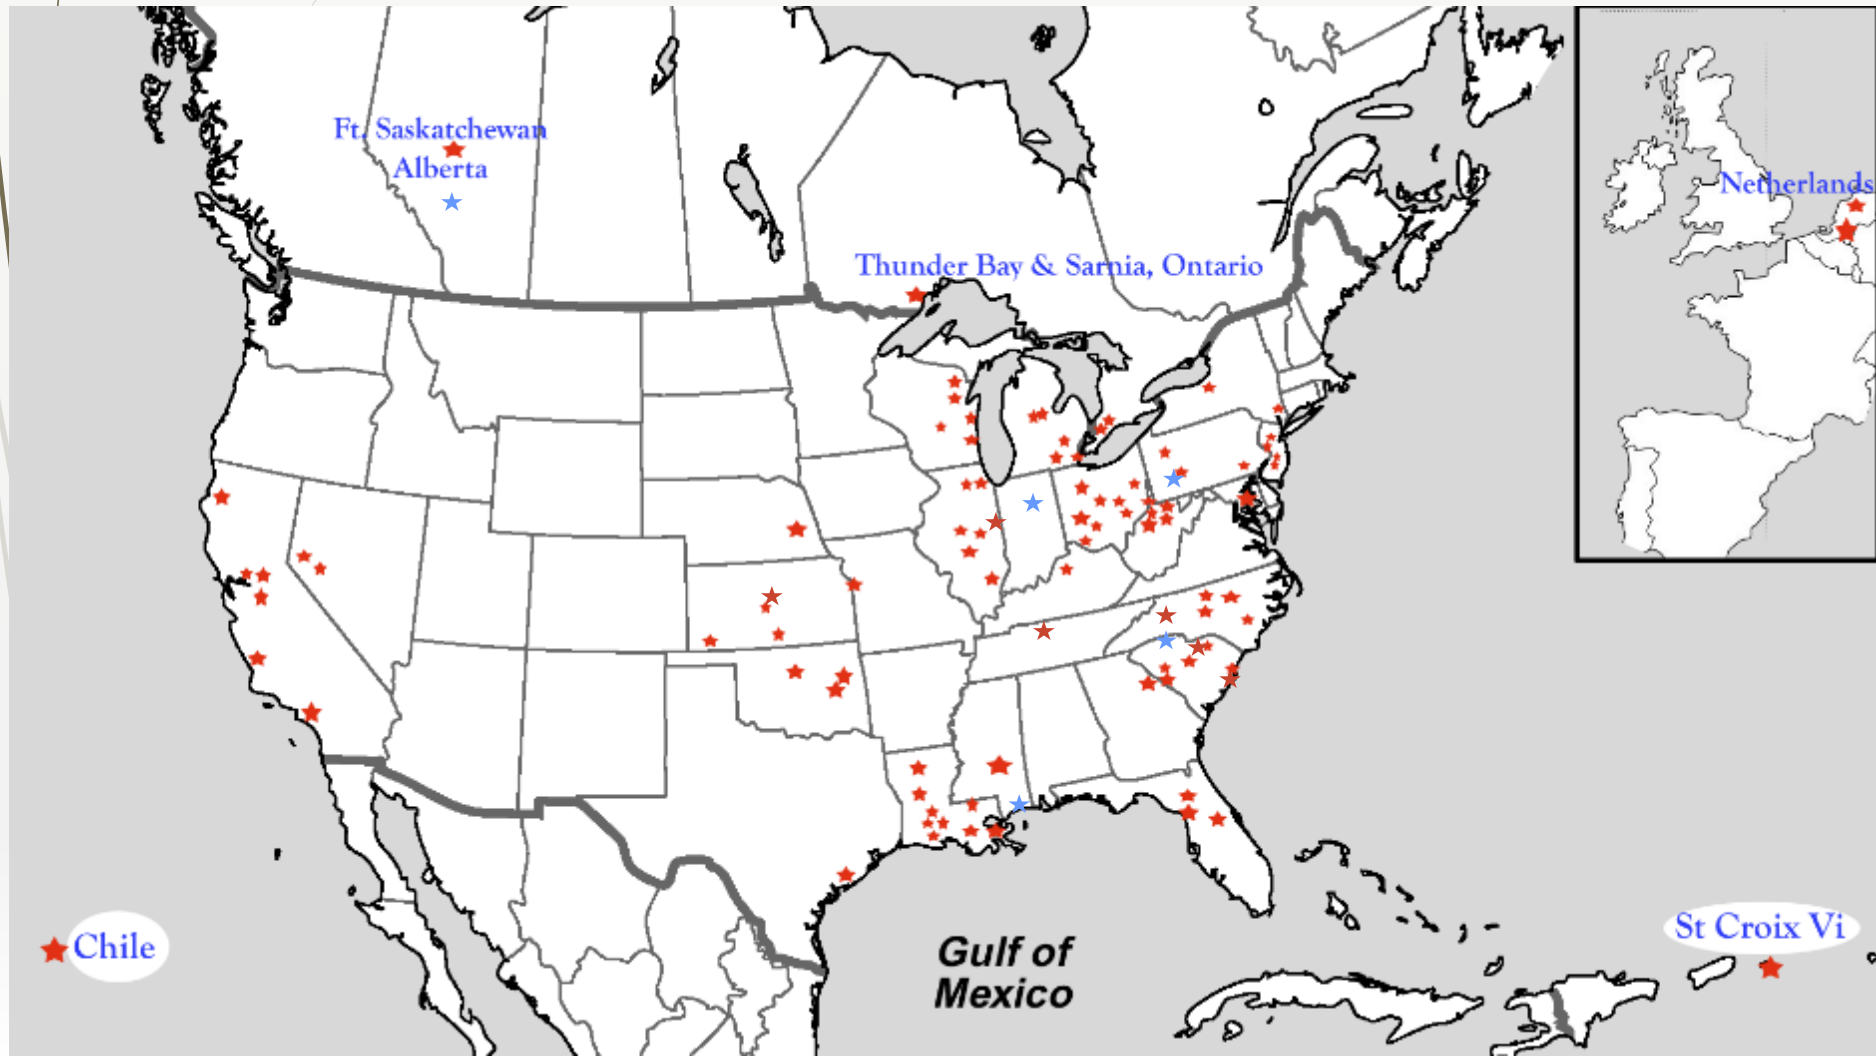 Ft. Saskatchewan
Alberta
Thunder Bay & Sarnia, Ontario
Netherlands
Chile
Gulf of
Mexico
St Croix Vi